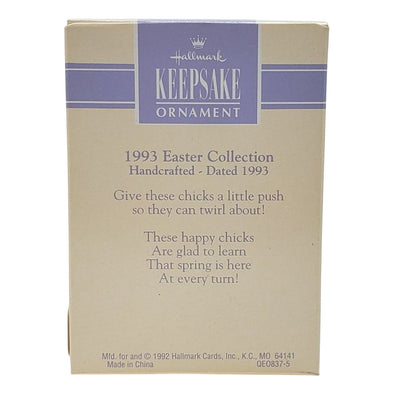 Hallmark
KEEPSAKE
ORNAMENT
1993 Easter Collection
Handcrafted - Dated 1993
Give these chicks a little push
so they can twirl about!
These happy chicks
Are glad to learn
That spring is here
At every turn!
Mfd. for and © 1992 Hallmark Cards, Inc., K.C., MO 64141
Made in China QEO837-5